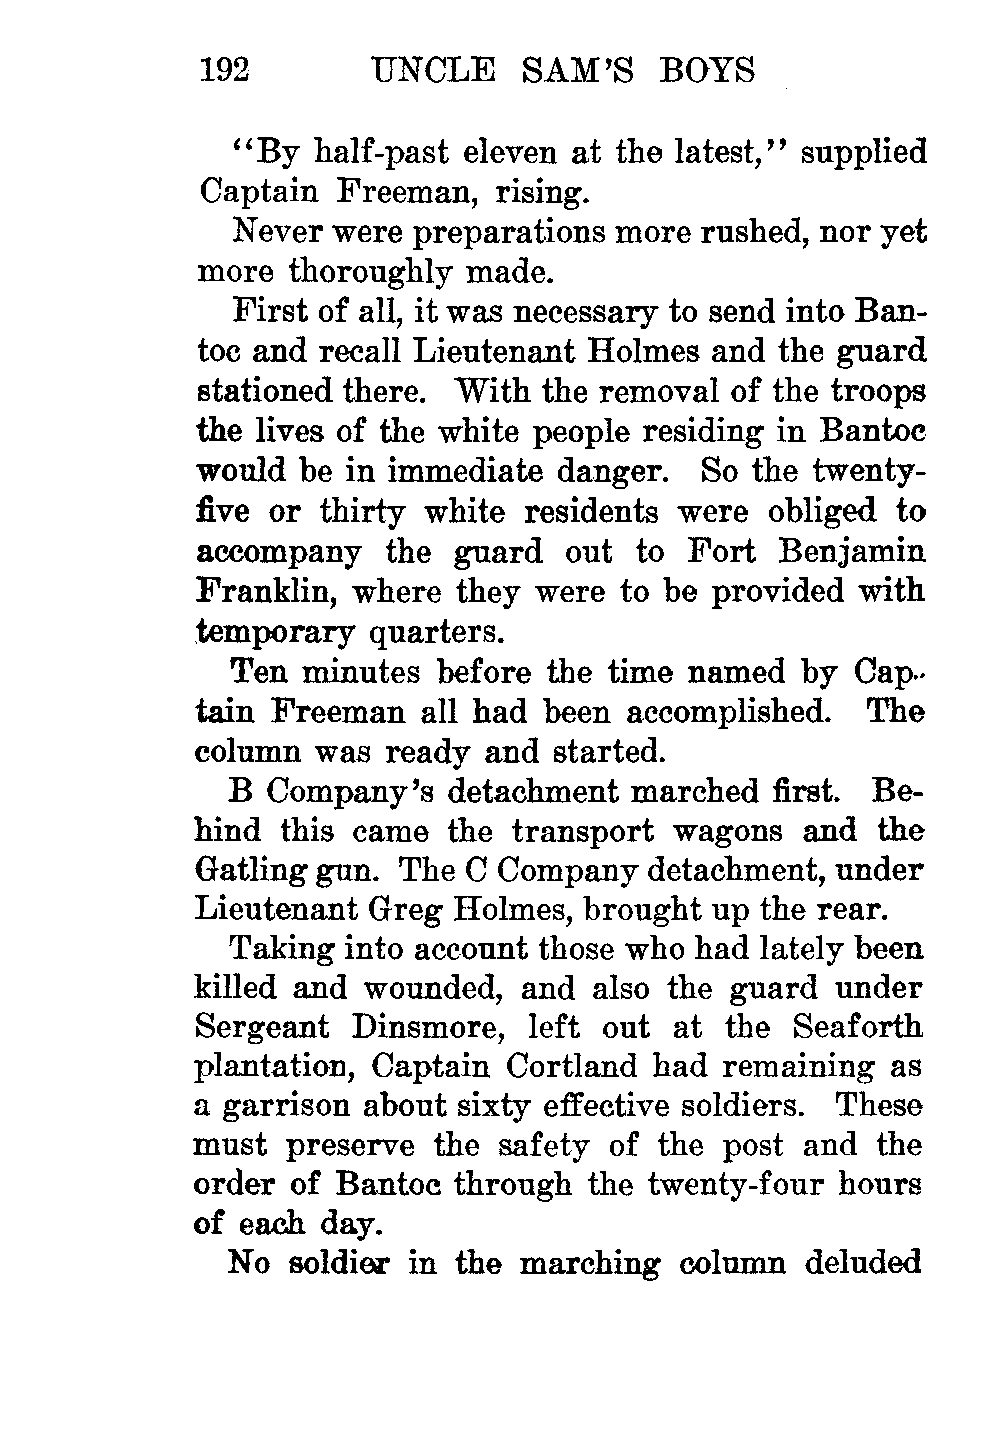 192 UNCLE SAM'S BOYS
"By half-past eleven at the latest," supplied
Captain Freeman, rising.
Never were preparations more rushed, nor yet
more thoroughly made.
First of all, it was necessary to send into Ban-
toc and recall Lieutenant Holmes and the guard
stationed there. With the removal of the troops
the lives of the white people residing in Bantoc
would be in immediate danger. So the twenty-
five or thirty white residents were obliged to
accompany the guard out to Fort Benjamin
Franklin, where they were to be provided with
temporary quarters.
Ten minutes before the time named by Cap-
tain Freeman all had been accomplished. The
column was ready and started.
B Company's detachment marched first. Be-
hind this came the transport wagons and the
Gatling gun. The C Company detachment, under
Lieutenant Greg Holmes, brought up the rear.
Taking into account those who had lately been
killed and wounded, and also the guard under
Sergeant Dinsmore, left out at the Seaforth
plantation, Captain Cortland had remaining as
a garrison about sixty effective soldiers. These
must preserve the safety of the post and the
order of Bantoc through the twenty-four hours
of each day.
No soldier in the marching column deluded